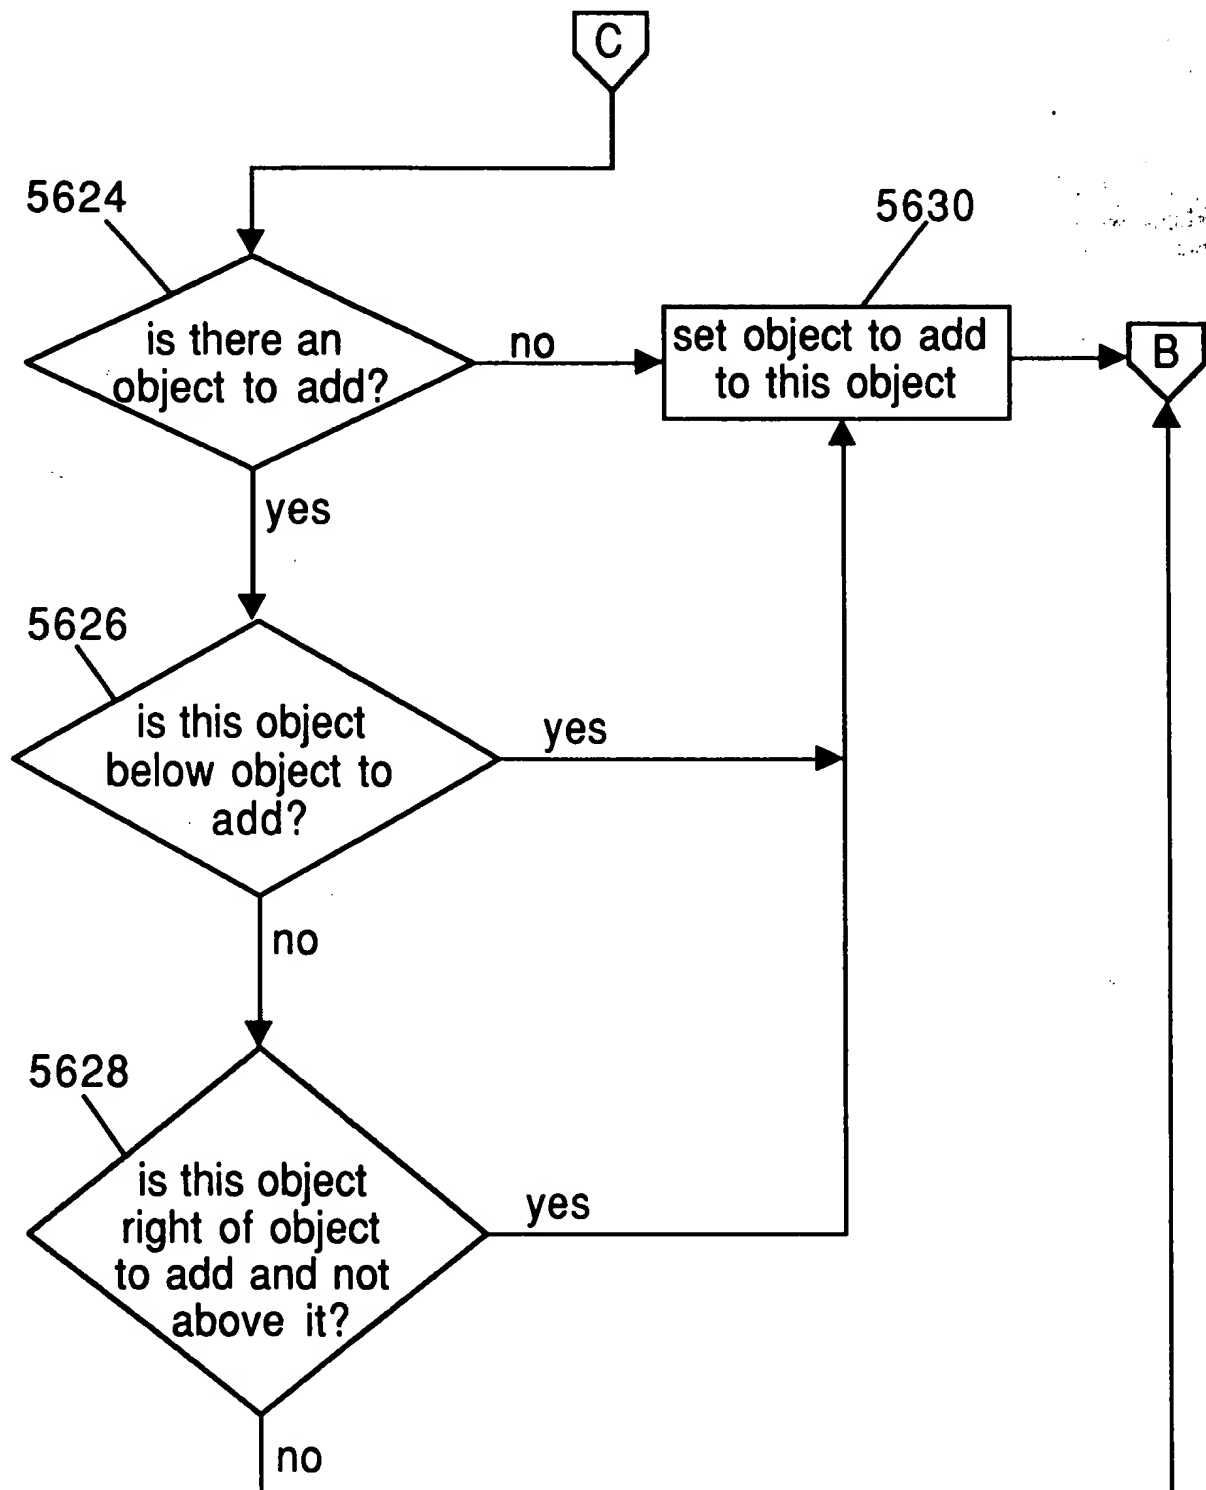 C
5624
5630
is there an
object to add?
no
set object to add
to this object
B
yes
5626
is this object
below object to
add?
yes
no
5628
is this object
right of object
to add and not
above it?
yes
no